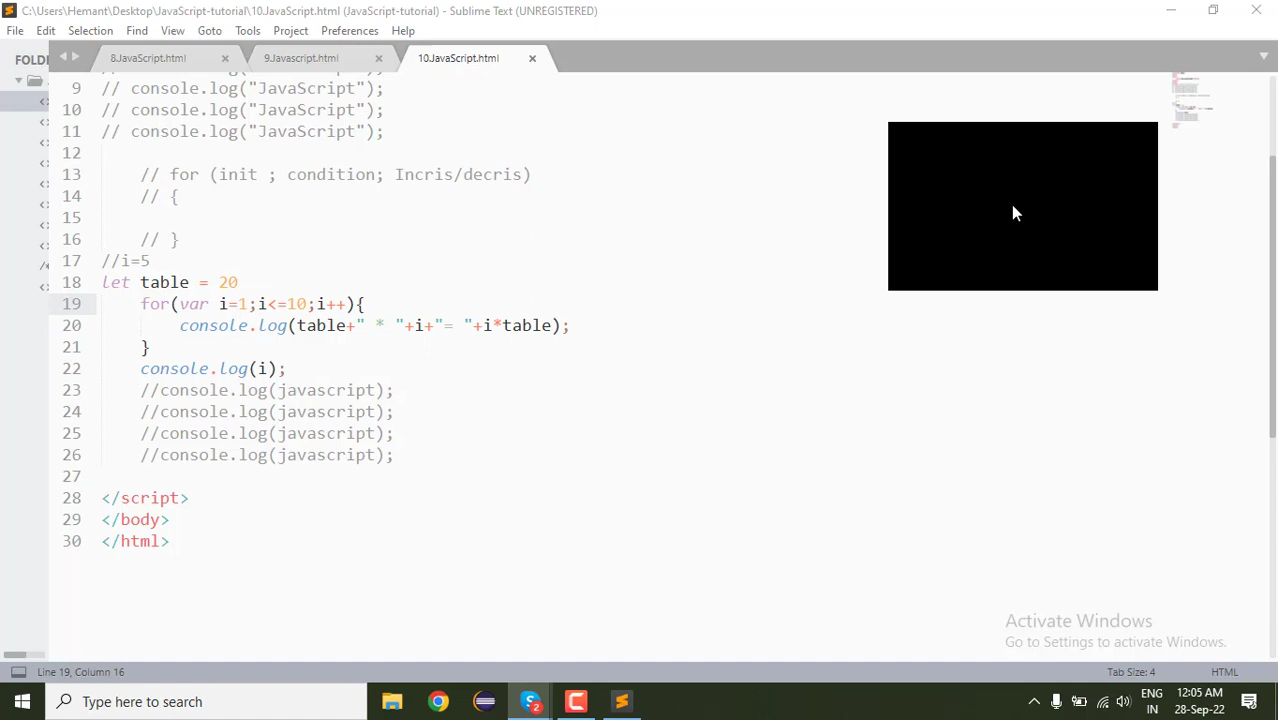 C:\Users\Hemant\Desktop\JavaScript-tutorial\10.JavaScript.html (JavaScript-tutorial) - Sublime Text (UNREGISTERED)
File Edit Selection Find View Goto Tools Project Preferences Help
FOLD 8.JavaScript.html 9.Javascript.html 10.JavaScript.html
9 // console.log("JavaScript");
10 // console.log("JavaScript");
11 // console.log("JavaScript");
12
13 // for (init ; condition; Incris/decris)
14 // {
15
16 // }
17 //i=5
18 let table = 20
19 for(var i=1;i<=10;i++){
20 console.log(table+" * "+i+"= "+i*table);
21 }
22 console.log(i);
23 //console.log(javascript);
24 //console.log(javascript);
25 //console.log(javascript);
26 //console.log(javascript);
27
28 </script>
29 </body>
30 </html>
Activate Windows
Go to Settings to activate Windows.
Line 19, Column 16 Tab Size: 4 HTML
Type here to search 2 ENG IN 12:05 AM 28-Sep-22